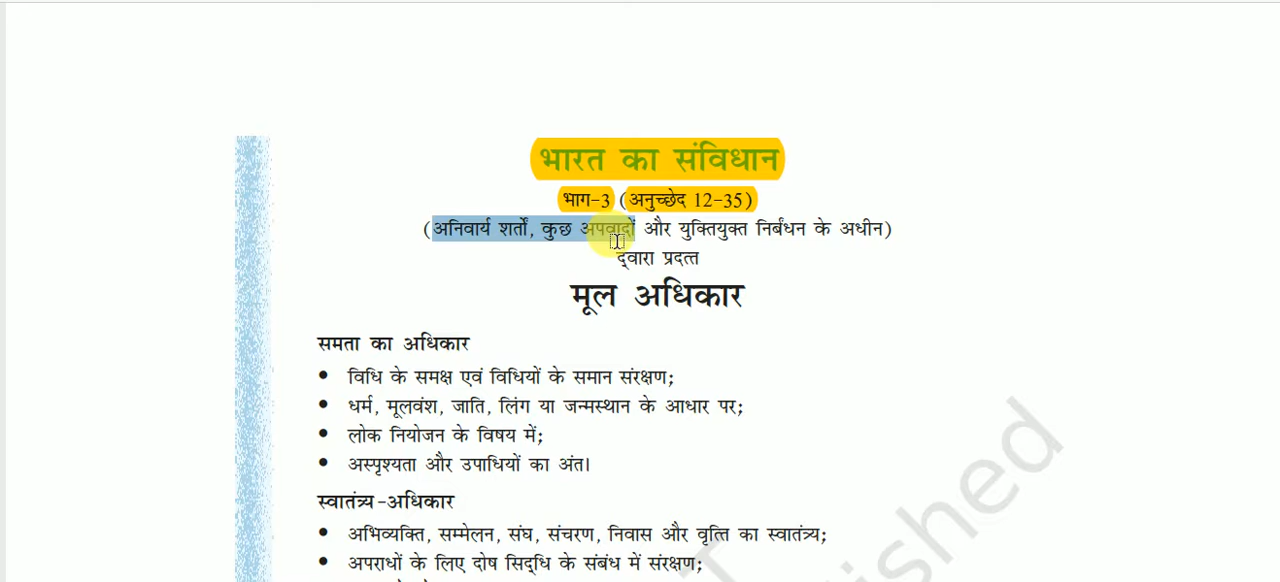 भारत का संविधान
भाग-3 (अनुच्छेद 12-35)
(अनिवार्य शर्तों, कुछ अपवादों और युक्तियुक्त निर्बंधन के अधीन)
द्वारा प्रदत्त
मूल अधिकार
समता का अधिकार
• विधि के समक्ष एवं विधियों के समान संरक्षण;
• धर्म, मूलवंश, जाति, लिंग या जन्मस्थान के आधार पर;
• लोक नियोजन के विषय में;
• अस्पृश्यता और उपाधियों का अंत।
स्वातंत्र्य-अधिकार
• अभिव्यक्ति, सम्मेलन, संघ, संचरण, निवास और वृत्ति का स्वातंत्र्य;
• अपराधों के लिए दोष सिद्धि के संबंध में संरक्षण;